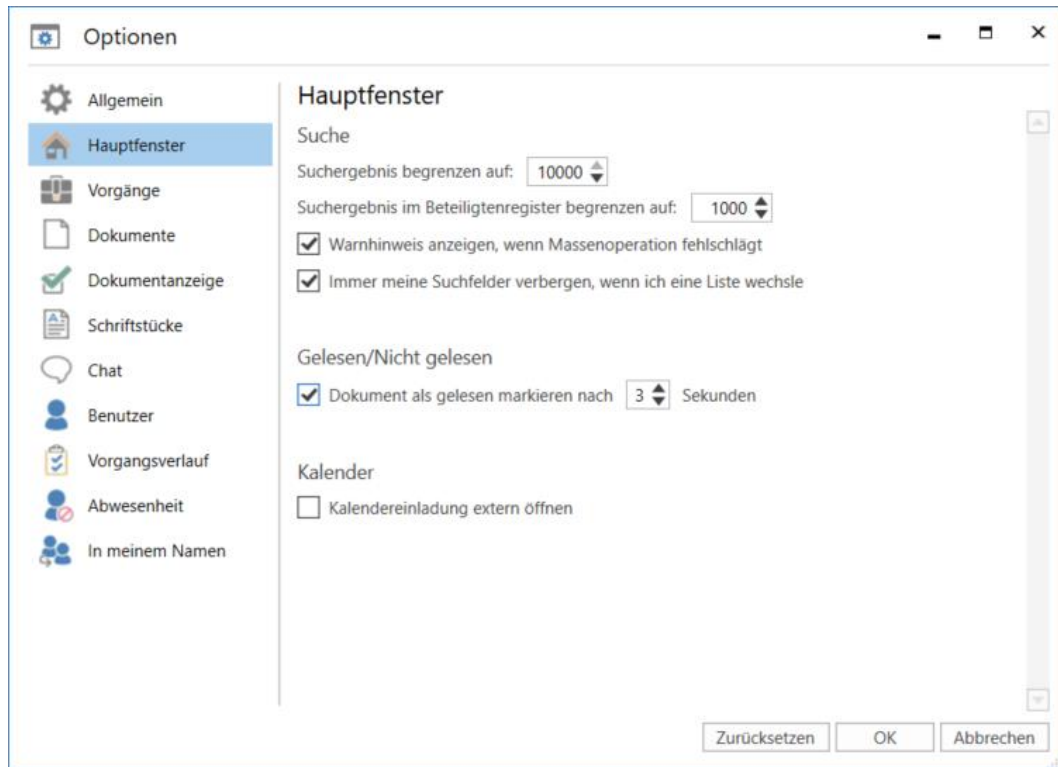 Optionen
Allgemein
Hauptfenster
Vorgänge
Dokumente
Dokumentanzeige
Schriftstücke
Chat
Benutzer
Vorgangsverlauf
Abwesenheit
In meinem Namen
Hauptfenster
Suche
Suchergebnis begrenzen auf: 10000
Suchergebnis im Beteiligtenregister begrenzen auf: 1000
Warnhinweis anzeigen, wenn Massenoperation fehlschlägt
Immer meine Suchfelder verbergen, wenn ich eine Liste wechsle
Gelesen/Nicht gelesen
Dokument als gelesen markieren nach 3 Sekunden
Kalender
Kalendereinladung extern öffnen
Zurücksetzen OK Abbrechen